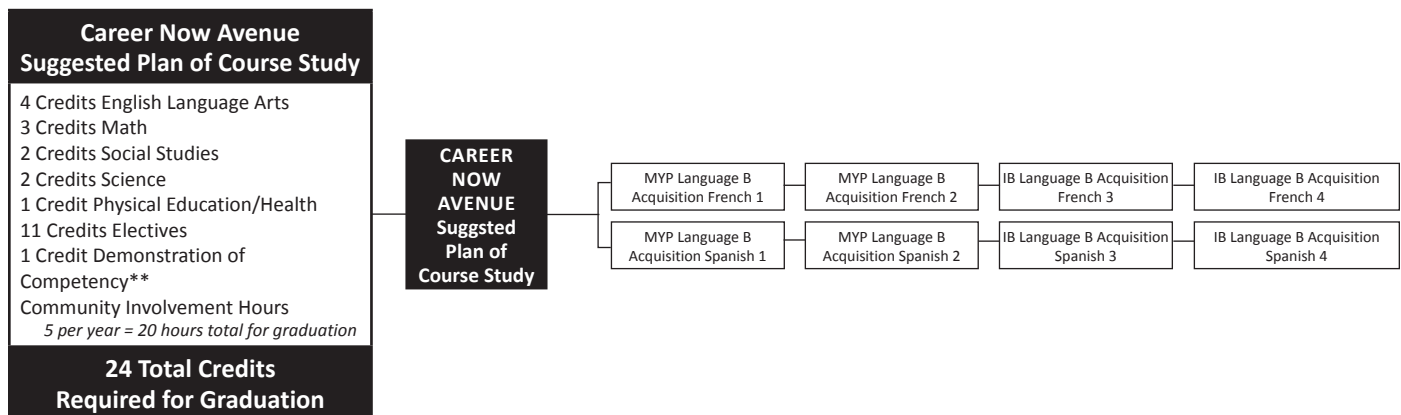 Career Now Avenue
Suggested Plan of Course Study
4 Credits English Language Arts
3 Credits Math
2 Credits Social Studies
2 Credits Science
1 Credit Physical Education/Health
11 Credits Electives
1 Credit Demonstration of
Competency**
Community Involvement Hours
5 per year = 20 hours total for graduation
24 Total Credits
Required for Graduation
CAREER
NOW
AVENUE
Suggsted
Plan of
Course Study
MYP Language B
Acquisition French 1
MYP Language B
Acquisition French 2
IB Language B Acquisition
French 3
IB Language B Acquisition
French 4
MYP Language B
Acquisition Spanish 1
MYP Language B
Acquisition Spanish 2
IB Language B Acquisition
Spanish 3
IB Language B Acquisition
Spanish 4